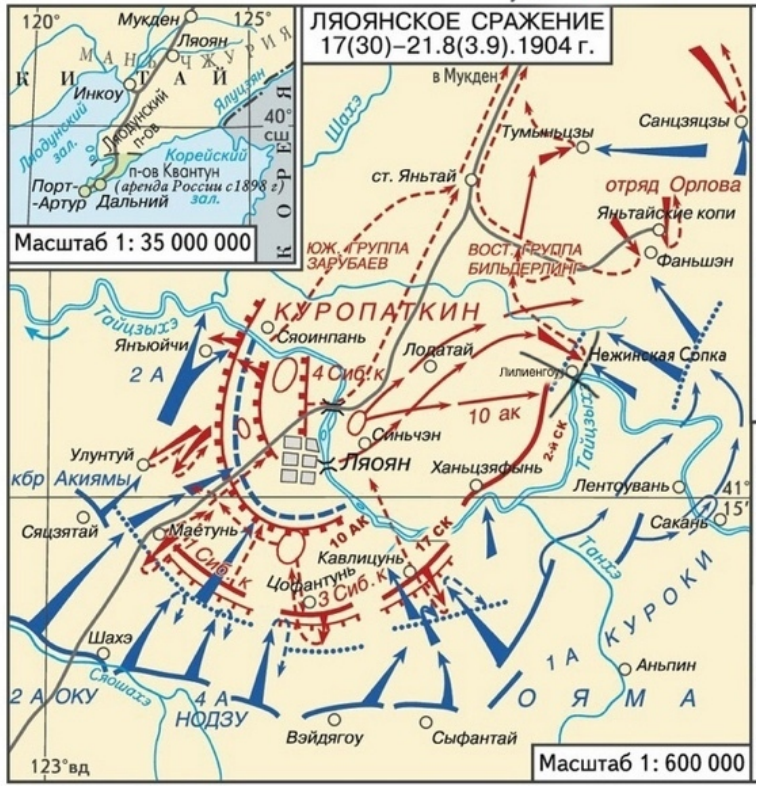 ЛЯОЯНСКОЕ СРАЖЕНИЕ
17(30)–21.8(3.9).1904 г.
120°
125°
Мукден
Ляоян
МАНЬЧЖУРИЯ
КИТАЙ
Инкоу
Ялуцзян
Ляодунский
зал.
Ляодунский
п-ов
40°
сш
КОРЕЯ
Корейский
зал.
п-ов Квантун
(аренда России с 1898 г)
Порт-
-Артур
Дальний
Масштаб 1: 35 000 000
в Мукден
Шахэ
Тумыньцзы
Санцзяцзы
ст. Яньтай
отряд Орлова
Яньтайские копи
Фаньшэн
ЮЖ. ГРУППА
ЗАРУБАЕВ
ВОСТ. ГРУППА
БИЛЬДЕРЛИНГ
КУРОПАТКИН
Тайцзыхэ
Сяоинпань
Янъюйчи
2 А
4 Сиб.к
Лодатай
Нежинская Сопка
Лилиенгоу
10 ак
Тайцзыхэ
Синьчэн
2-й СК
Улунтуй
Ляоян
Ханьцзяфынь
кбр Акиямы
Лентоувань
41°
15'
Сяцзятай
Маетунь
10 АК
17 СК
Сакань
1 Сиб. к
Кавлицунь
Танхэ
Цофантунь
3 Сиб. к
1 А КУРОКИ
Шахэ
Сяошахэ
Аньпин
2 А ОКУ
4 А
НОДЗУ
ОЯМА
Вэйдягоу
Сыфантай
123°вд
Масштаб 1: 600 000